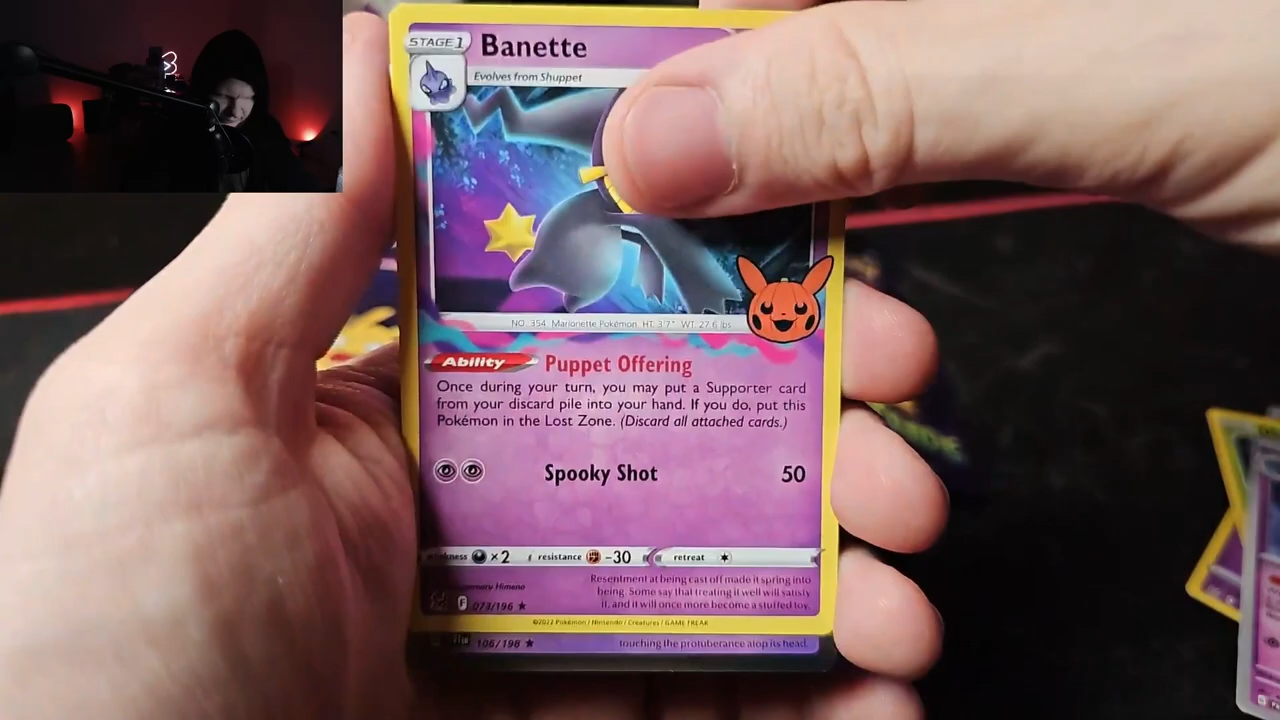 STAGE 1
Banette
Evolves from Shuppet
NO. 354 Marionette Pokémon HT: 3'7" WT: 27.6 lbs
Ability Puppet Offering
Once during your turn, you may put a Supporter card
from your discard pile into your hand. If you do, put this
Pokémon in the Lost Zone. (Discard all attached cards.)
Spooky Shot 50
×2 resistance -30 retreat
Resentment at being cast off made it spring into
being. Some say that treating it well will satisfy
it, and it will once more become a stuffed toy.
Himeno
F 073/196 ★
©2022 Pokémon / Nintendo / Creatures / GAME FREAK
106/198 ★ touching the protuberance atop its head.